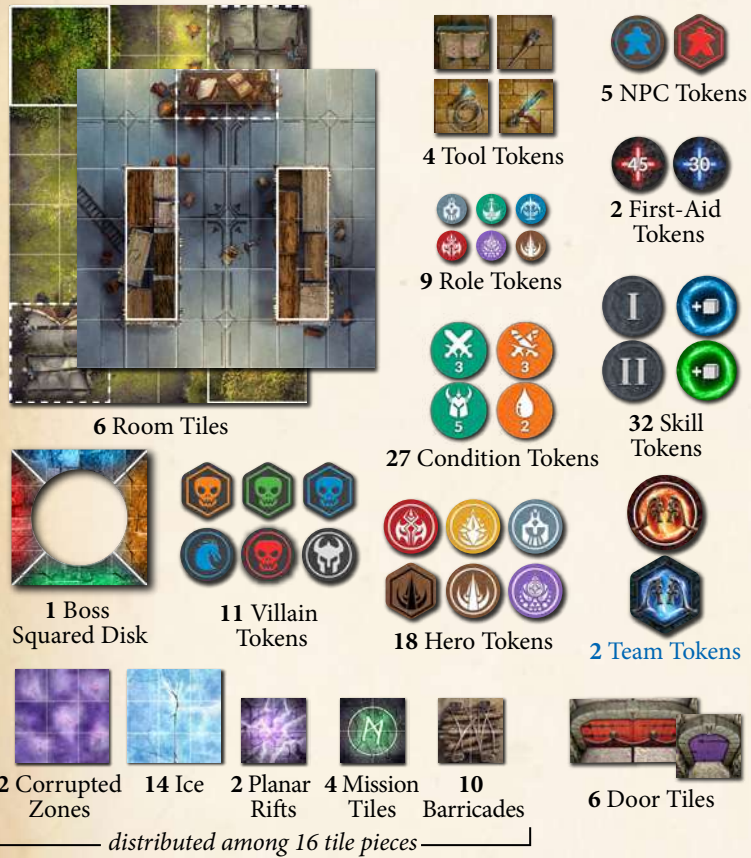 5 NPC Tokens
4 Tool Tokens
-45
-30
2 First-Aid
Tokens
9 Role Tokens
I
+
II
+
3
3
5
2
6 Room Tiles
32 Skill
Tokens
27 Condition Tokens
1 Boss
Squared Disk
11 Villain
Tokens
18 Hero Tokens
2 Team Tokens
2 Corrupted
Zones
14 Ice
2 Planar
Rifts
4 Mission
Tiles
10
Barricades
6 Door Tiles
distributed among 16 tile pieces